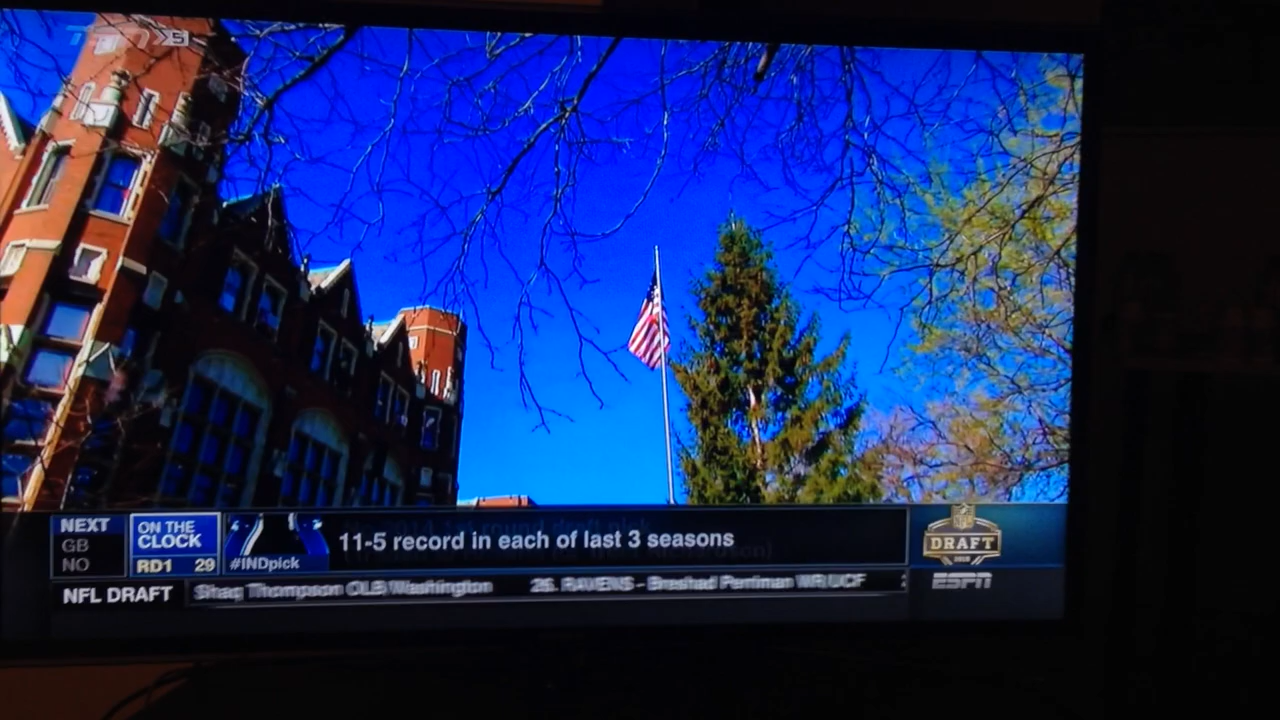 TSN 5
NEXT
GB
NO
ON THE
CLOCK
RD1 29
#INDpick
11-5 record in each of last 3 seasons
NFL DRAFT
Shaq Thompson OLB Washington 26. RAVENS - Breshad Perriman WR UCF
DRAFT
ESPN